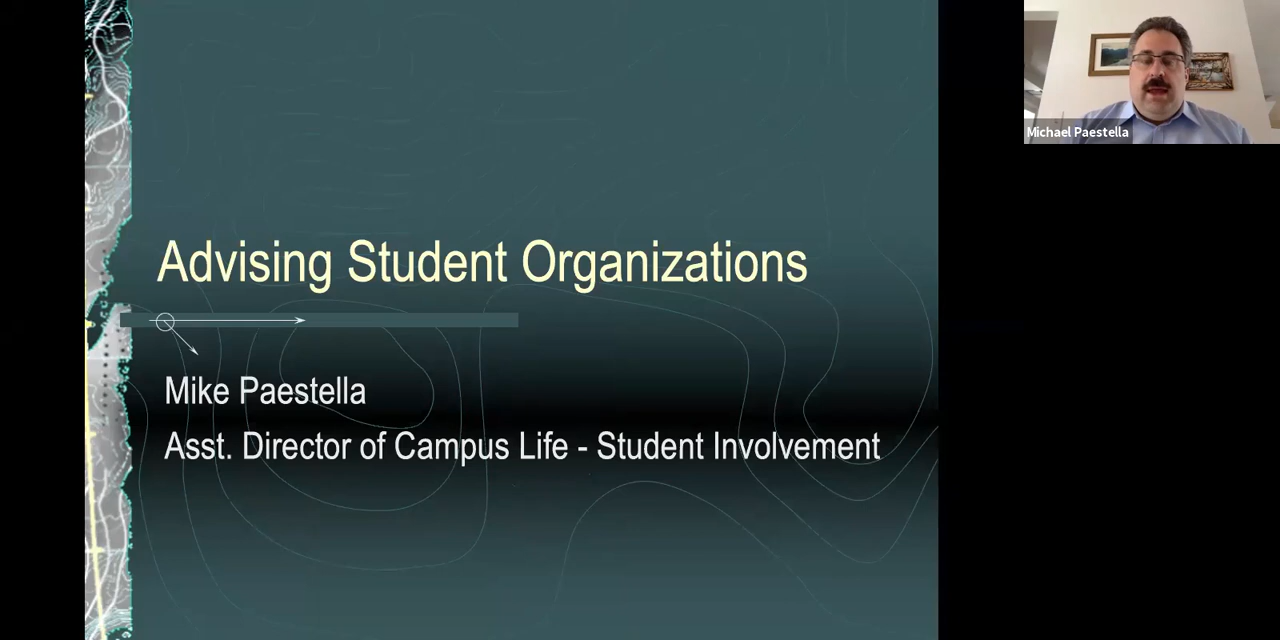 Advising Student Organizations
Mike Paestella
Asst. Director of Campus Life - Student Involvement
Michael Paestella